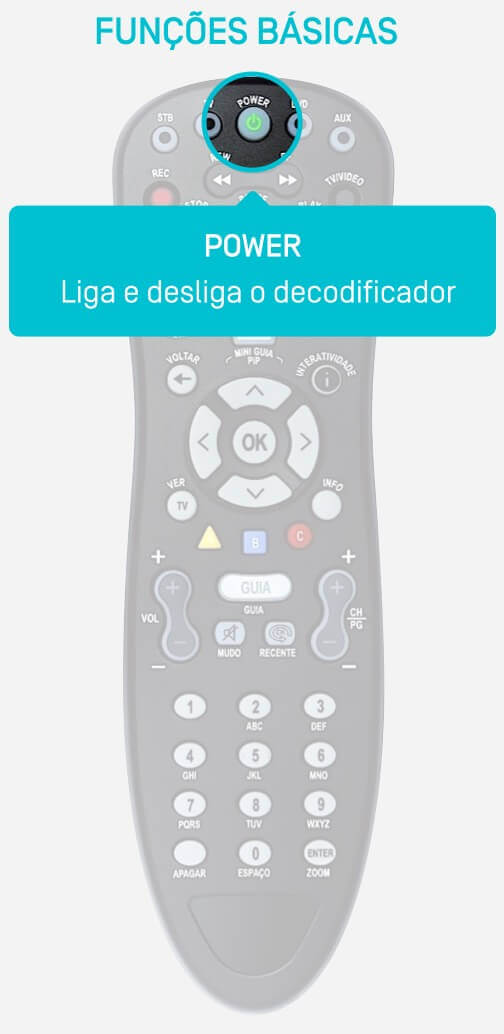 FUNÇÕES BÁSICAS
POWER
STB
AUX
REC
TV/VIDEO
POWER
Liga e desliga o decodificador
VOLTAR
MINI GUIA
PiP
INTERATIVIDADE
i
OK
VER
TV
INFO
B
C
+
+
GUIA
VOL
GUIA
CH
PG
MUDO
RECENTE
1
2
3
ABC
DEF
4
5
6
GHI
JKL
MNO
7
8
9
PQRS
TUV
WXYZ
0
ENTER
APAGAR
ESPAÇO
ZOOM